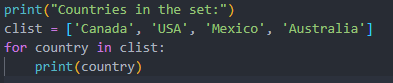 print("Countries in the set:")
clist = ['Canada', 'USA', 'Mexico', 'Australia']
for country in clist:
    print(country)